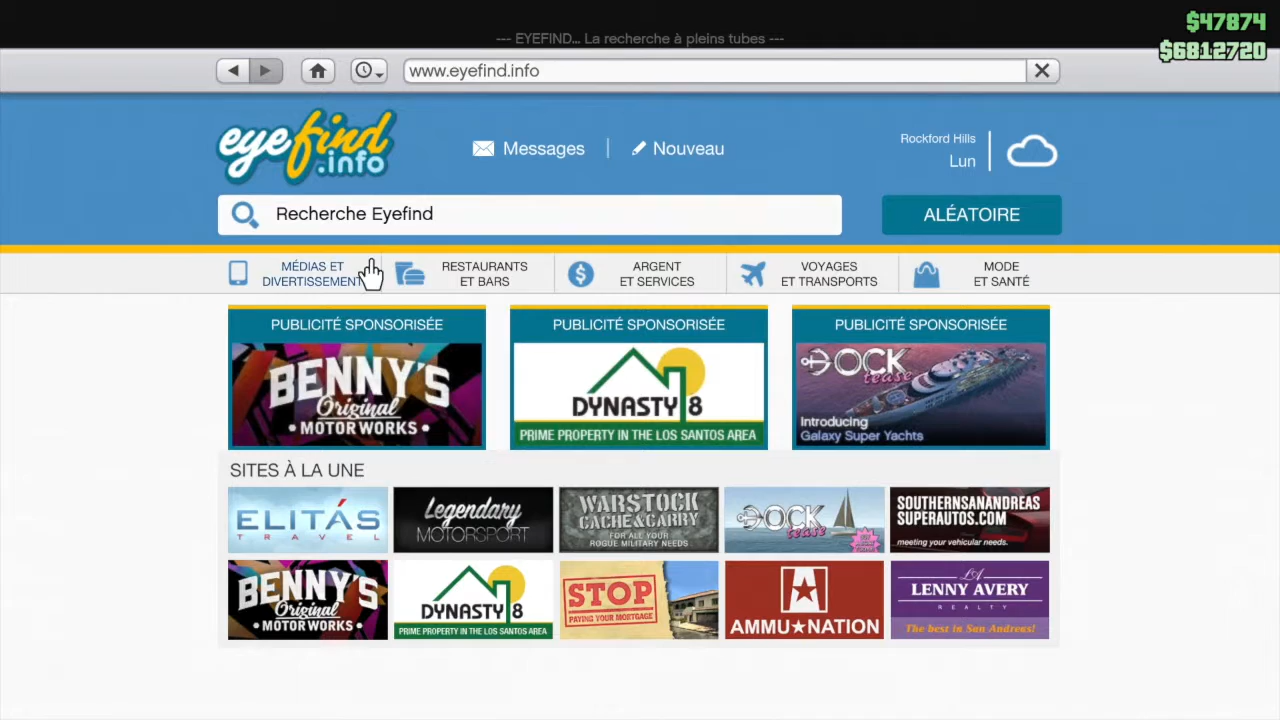 $47874
--- EYEFIND... La recherche à pleins tubes ---
$6812720
www.eyefind.info
eyefind
.info
Messages
Nouveau
Rockford Hills
Lun
Recherche Eyefind
ALÉATOIRE
MÉDIAS ET
DIVERTISSEMENT
RESTAURANTS
ET BARS
ARGENT
ET SERVICES
VOYAGES
ET TRANSPORTS
MODE
ET SANTÉ
PUBLICITÉ SPONSORISÉE
BENNY'S
Original
• MOTORWORKS •
PUBLICITÉ SPONSORISÉE
DYNASTY 8
PRIME PROPERTY IN THE LOS SANTOS AREA
PUBLICITÉ SPONSORISÉE
DOCK
tease
Introducing
Galaxy Super Yachts
SITES À LA UNE
ELITÁS
TRAVEL
Legendary
MOTORSPORT
WARSTOCK
CACHE&CARRY
FOR ALL YOUR
ROGUE MILITARY NEEDS
DOCK
tease
SOUTHERNSANANDREAS
SUPERAUTOS.COM
meeting your vehicular needs.
BENNY'S
Original
• MOTORWORKS •
DYNASTY 8
PRIME PROPERTY IN THE LOS SANTOS AREA
STOP
PAYING YOUR MORTGAGE
AMMU★NATION
LA
LENNY AVERY
REALTY
The best in San Andreas!